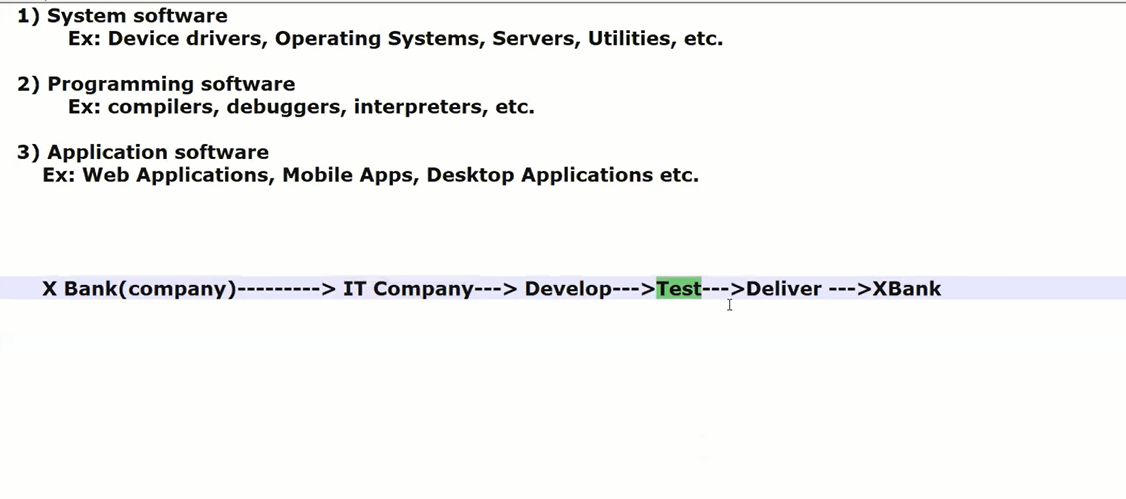 1) System software
Ex: Device drivers, Operating Systems, Servers, Utilities, etc.
2) Programming software
Ex: compilers, debuggers, interpreters, etc.
3) Application software
Ex: Web Applications, Mobile Apps, Desktop Applications etc.
X Bank(company)---------> IT Company---> Develop--->Test--->Deliver --->XBank